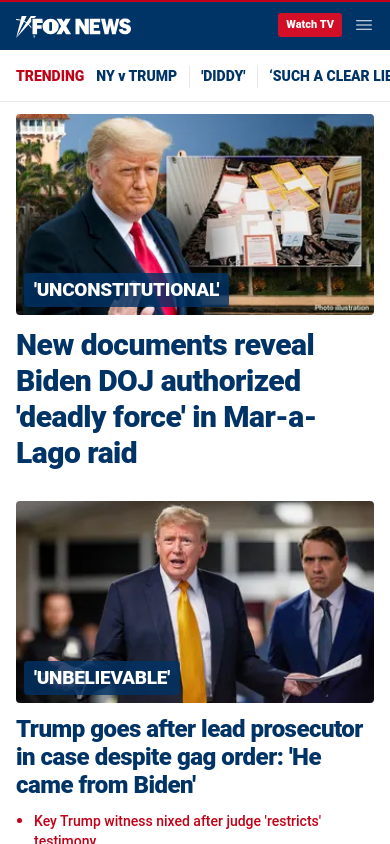 FOX NEWS
Watch TV
TRENDING NY v TRUMP 'DIDDY' ‘SUCH A CLEAR LIE
'UNCONSTITUTIONAL'
Photo illustration
New documents reveal
Biden DOJ authorized
'deadly force' in Mar-a-
Lago raid
'UNBELIEVABLE'
Trump goes after lead prosecutor
in case despite gag order: 'He
came from Biden'
• Key Trump witness nixed after judge 'restricts'
testimony